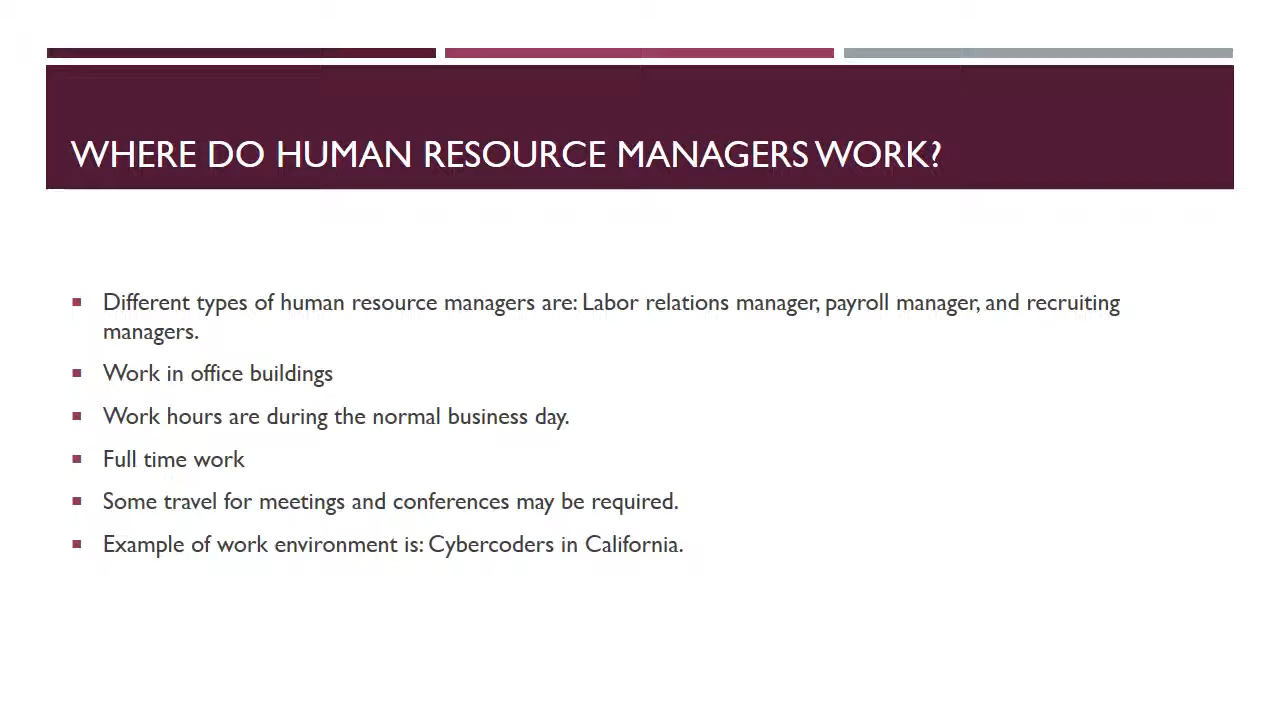 WHERE DO HUMAN RESOURCE MANAGERS WORK?
Different types of human resource managers are: Labor relations manager, payroll manager, and recruiting
managers.
Work in office buildings
Work hours are during the normal business day.
Full time work
Some travel for meetings and conferences may be required.
Example of work environment is: Cybercoders in California.